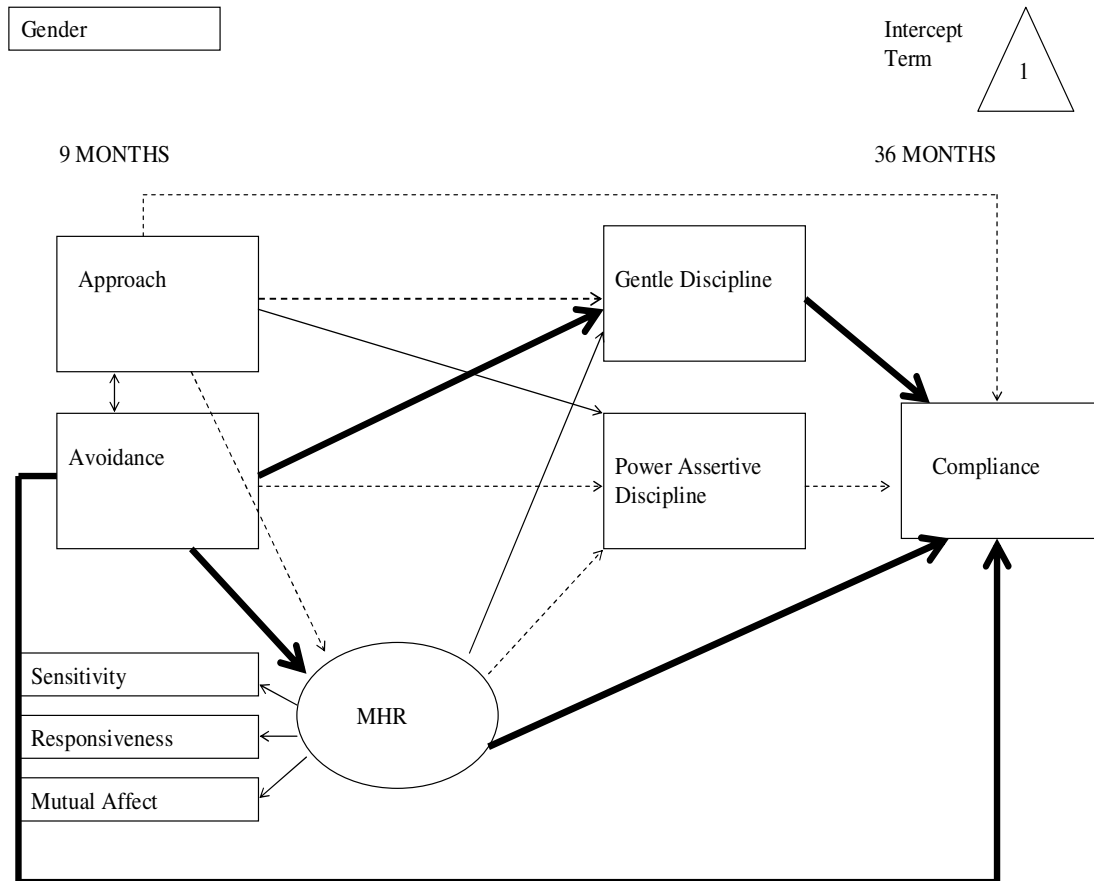 Gender
Intercept
Term
1
9 MONTHS
36 MONTHS
Approach
Gentle Discipline
Avoidance
Power Assertive
Discipline
Compliance
Sensitivity
MHR
Responsiveness
Mutual Affect